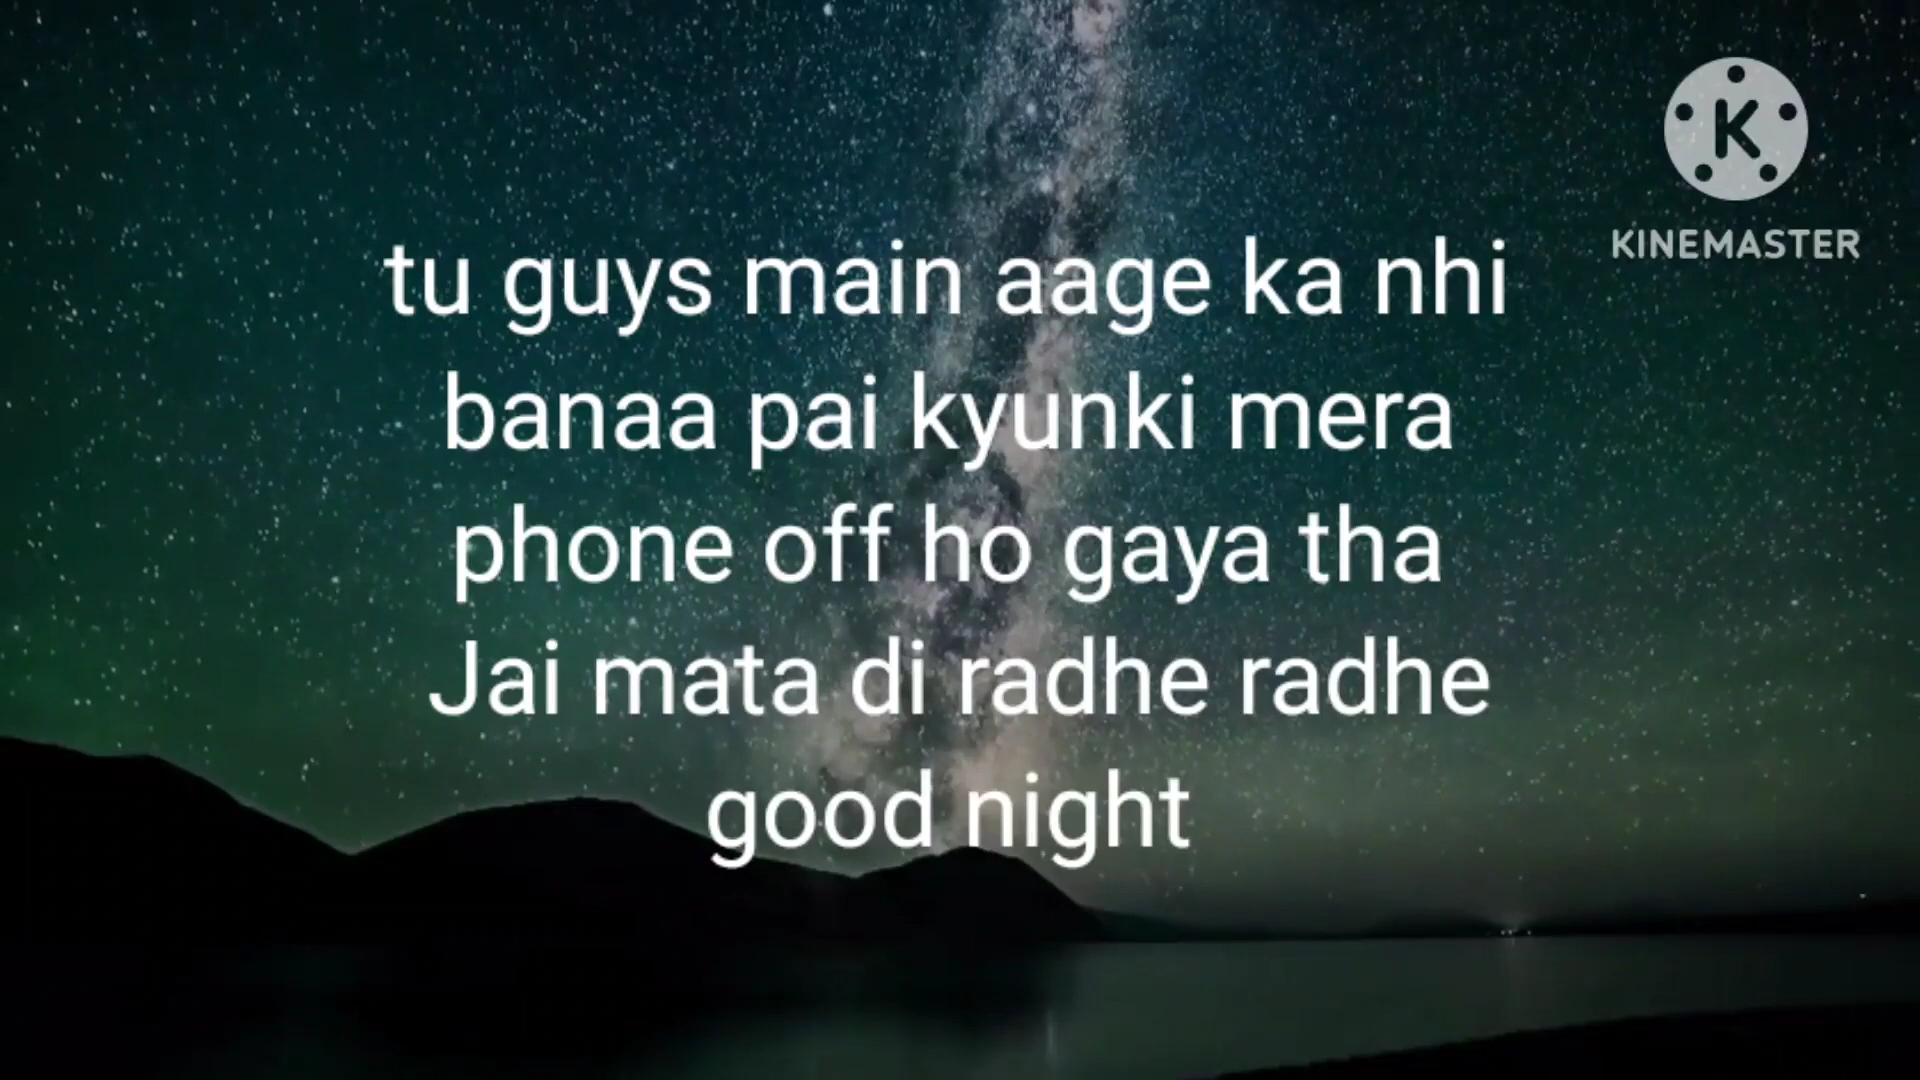 KINEMASTER
tu guys main aage ka nhi
banaa pai kyunki mera
phone off ho gaya tha
Jai mata di radhe radhe
good night